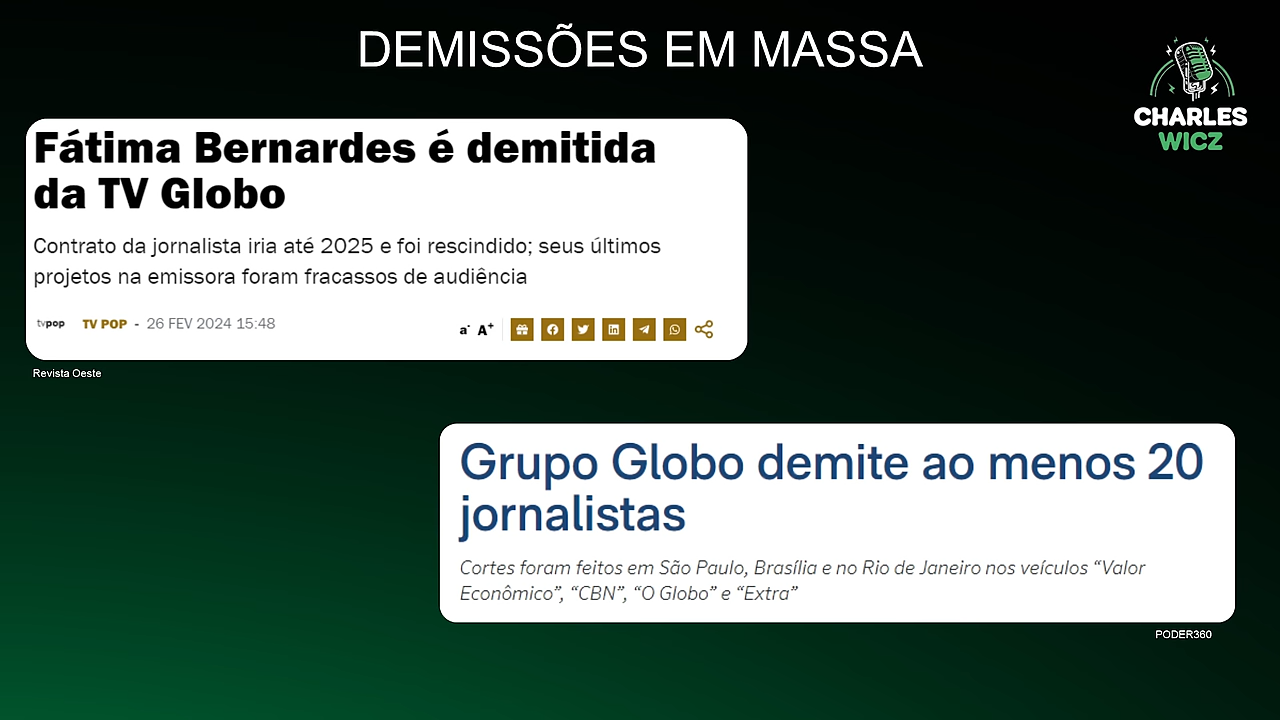 DEMISSÕES EM MASSA
CHARLES
WICZ
Fátima Bernardes é demitida
da TV Globo
Contrato da jornalista iria até 2025 e foi rescindido; seus últimos
projetos na emissora foram fracassos de audiência
tvpop TV POP - 26 FEV 2024 15:48 a- A+
Revista Oeste
Grupo Globo demite ao menos 20
jornalistas
Cortes foram feitos em São Paulo, Brasília e no Rio de Janeiro nos veículos “Valor
Econômico”, “CBN”, “O Globo” e “Extra”
PODER360